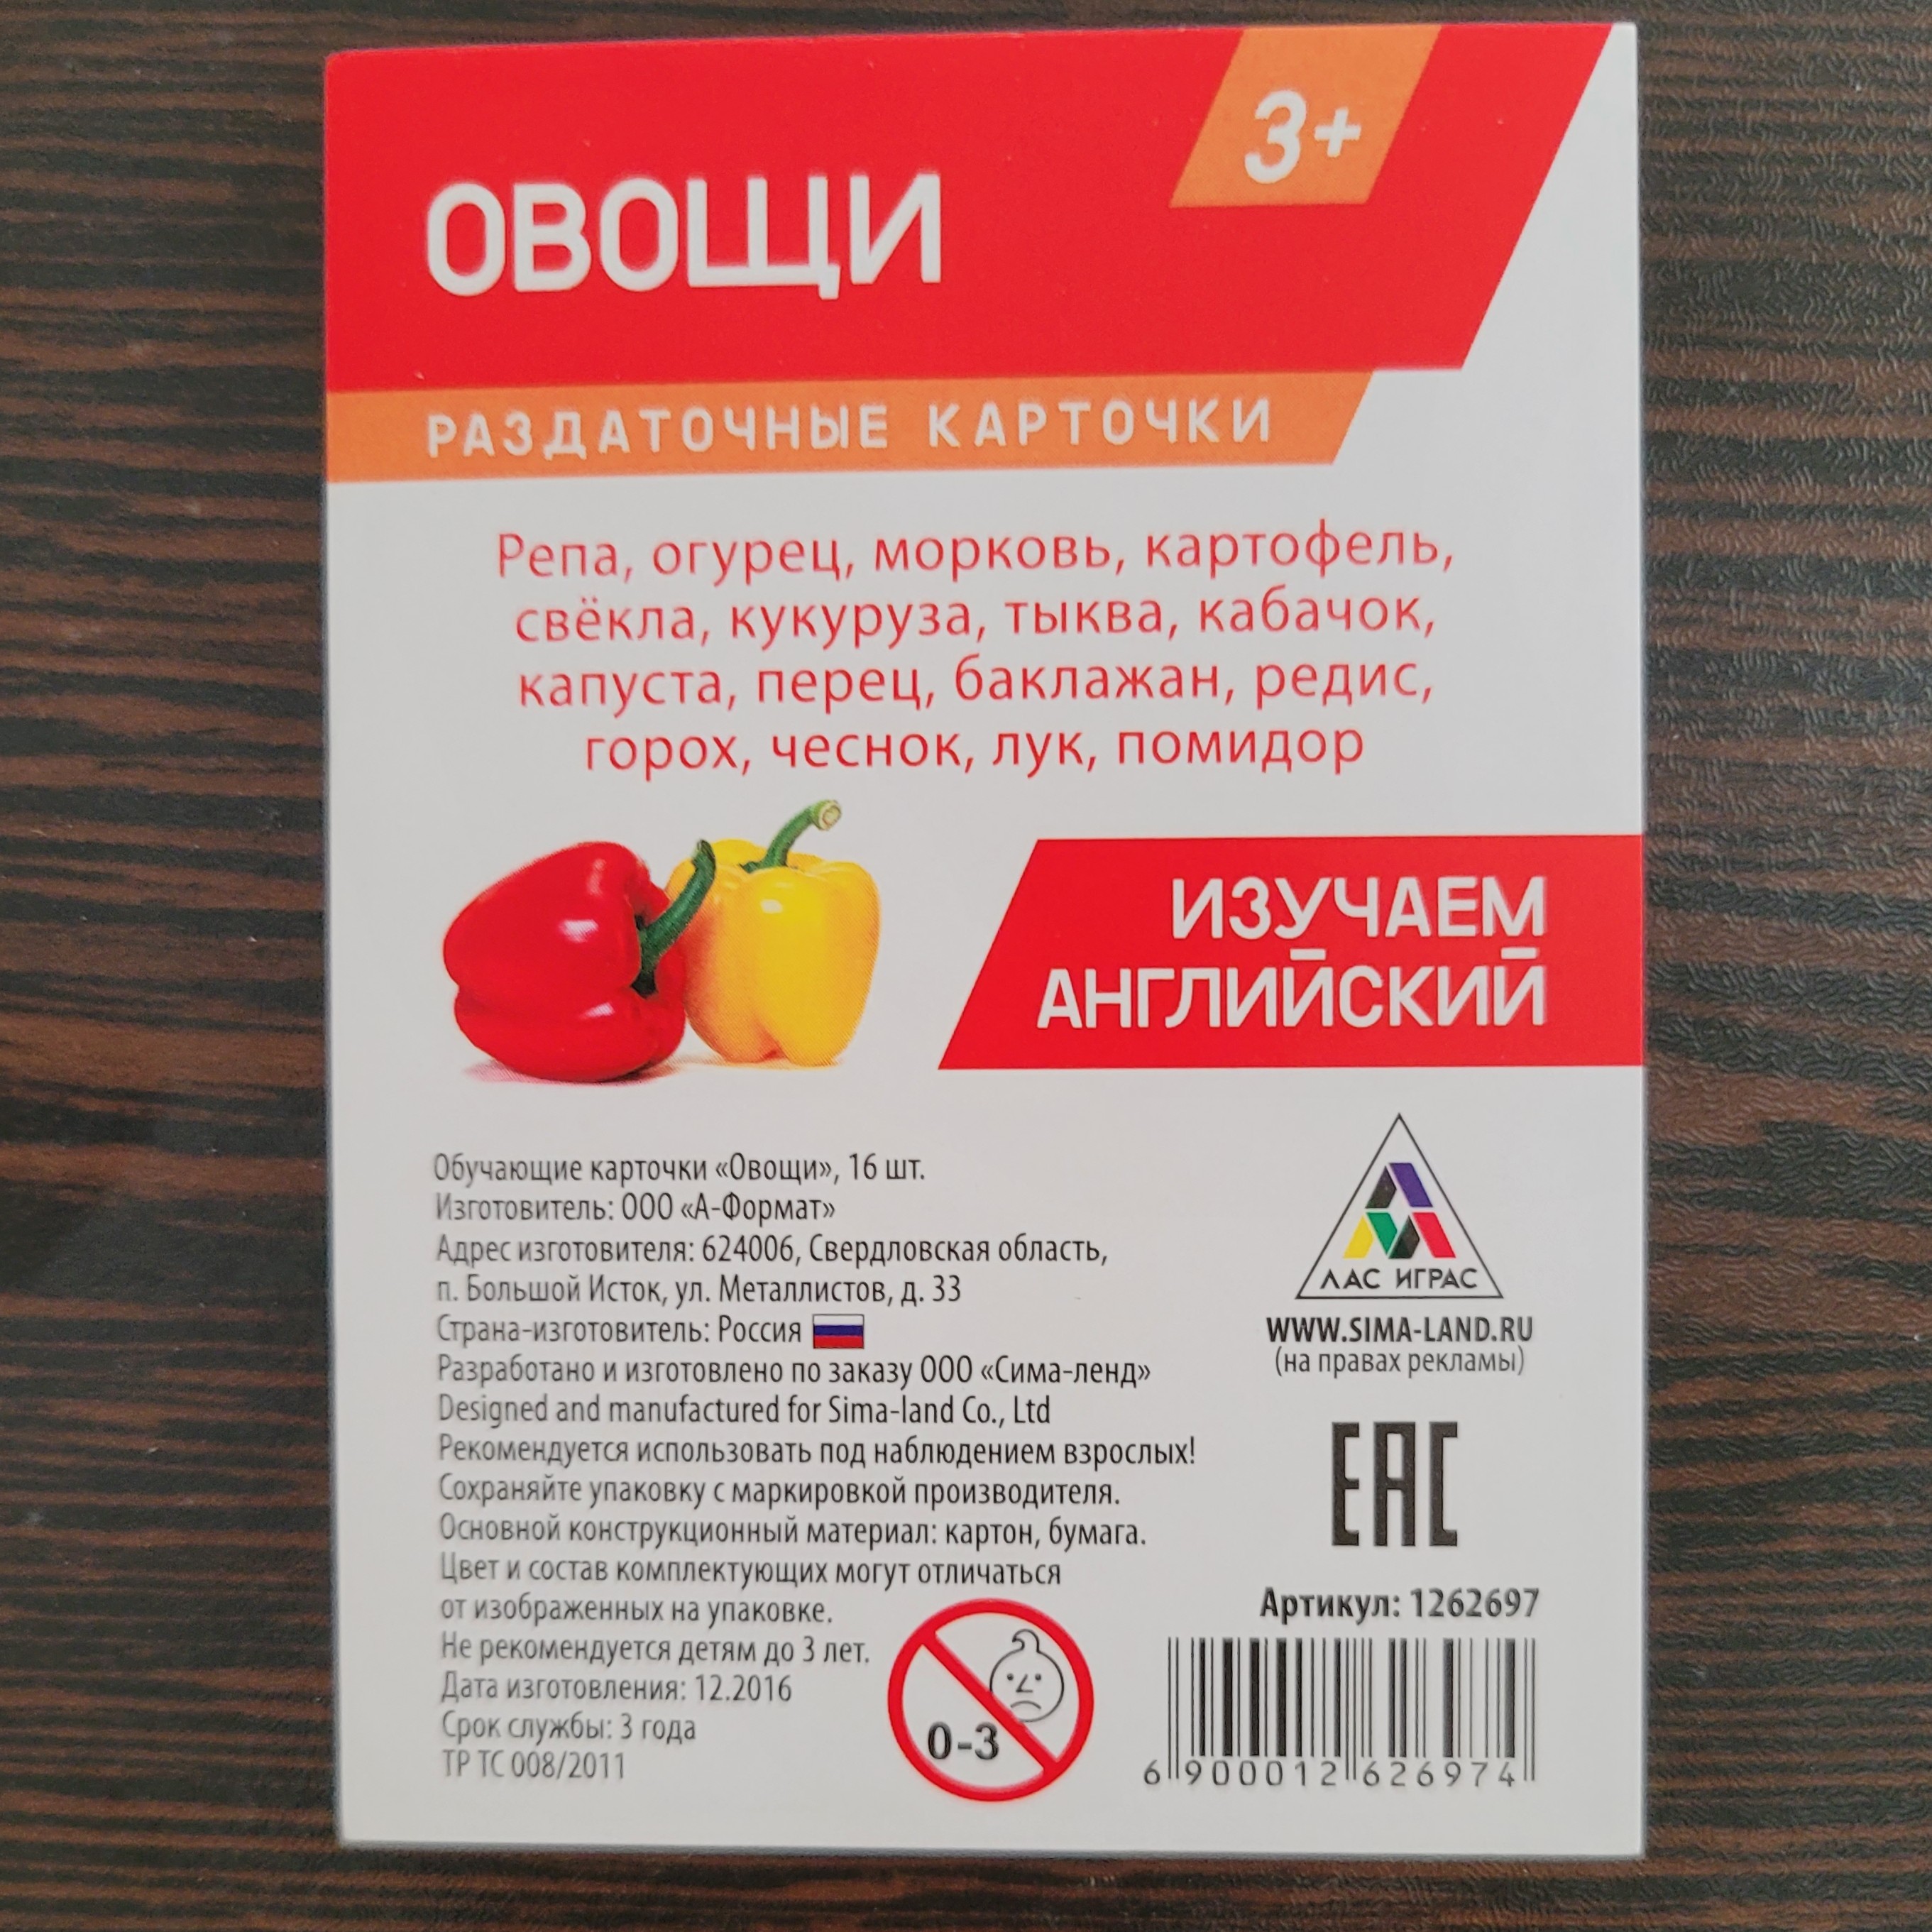 3+
ОВОЩИ
РАЗДАТОЧНЫЕ КАРТОЧКИ
Репа, огурец, морковь, картофель,
свёкла, кукуруза, тыква, кабачок,
капуста, перец, баклажан, редис,
горох, чеснок, лук, помидор
ИЗУЧАЕМ
АНГЛИЙСКИЙ
Обучающие карточки «Овощи», 16 шт.
Изготовитель: ООО «А-Формат»
Адрес изготовителя: 624006, Свердловская область,
п. Большой Исток, ул. Металлистов, д. 33
Страна-изготовитель: Россия
Разработано и изготовлено по заказу ООО «Сима-ленд»
Designed and manufactured for Sima-land Co., Ltd
Рекомендуется использовать под наблюдением взрослых!
Сохраняйте упаковку с маркировкой производителя.
Основной конструкционный материал: картон, бумага.
Цвет и состав комплектующих могут отличаться
от изображенных на упаковке.
Не рекомендуется детям до 3 лет.
Дата изготовления: 12.2016
Срок службы: 3 года
ТР ТС 008/2011
0-3
ЛАС ИГРАС
WWW.SIMA-LAND.RU
(на правах рекламы)
EAC
Артикул: 1262697
6 900012 626974